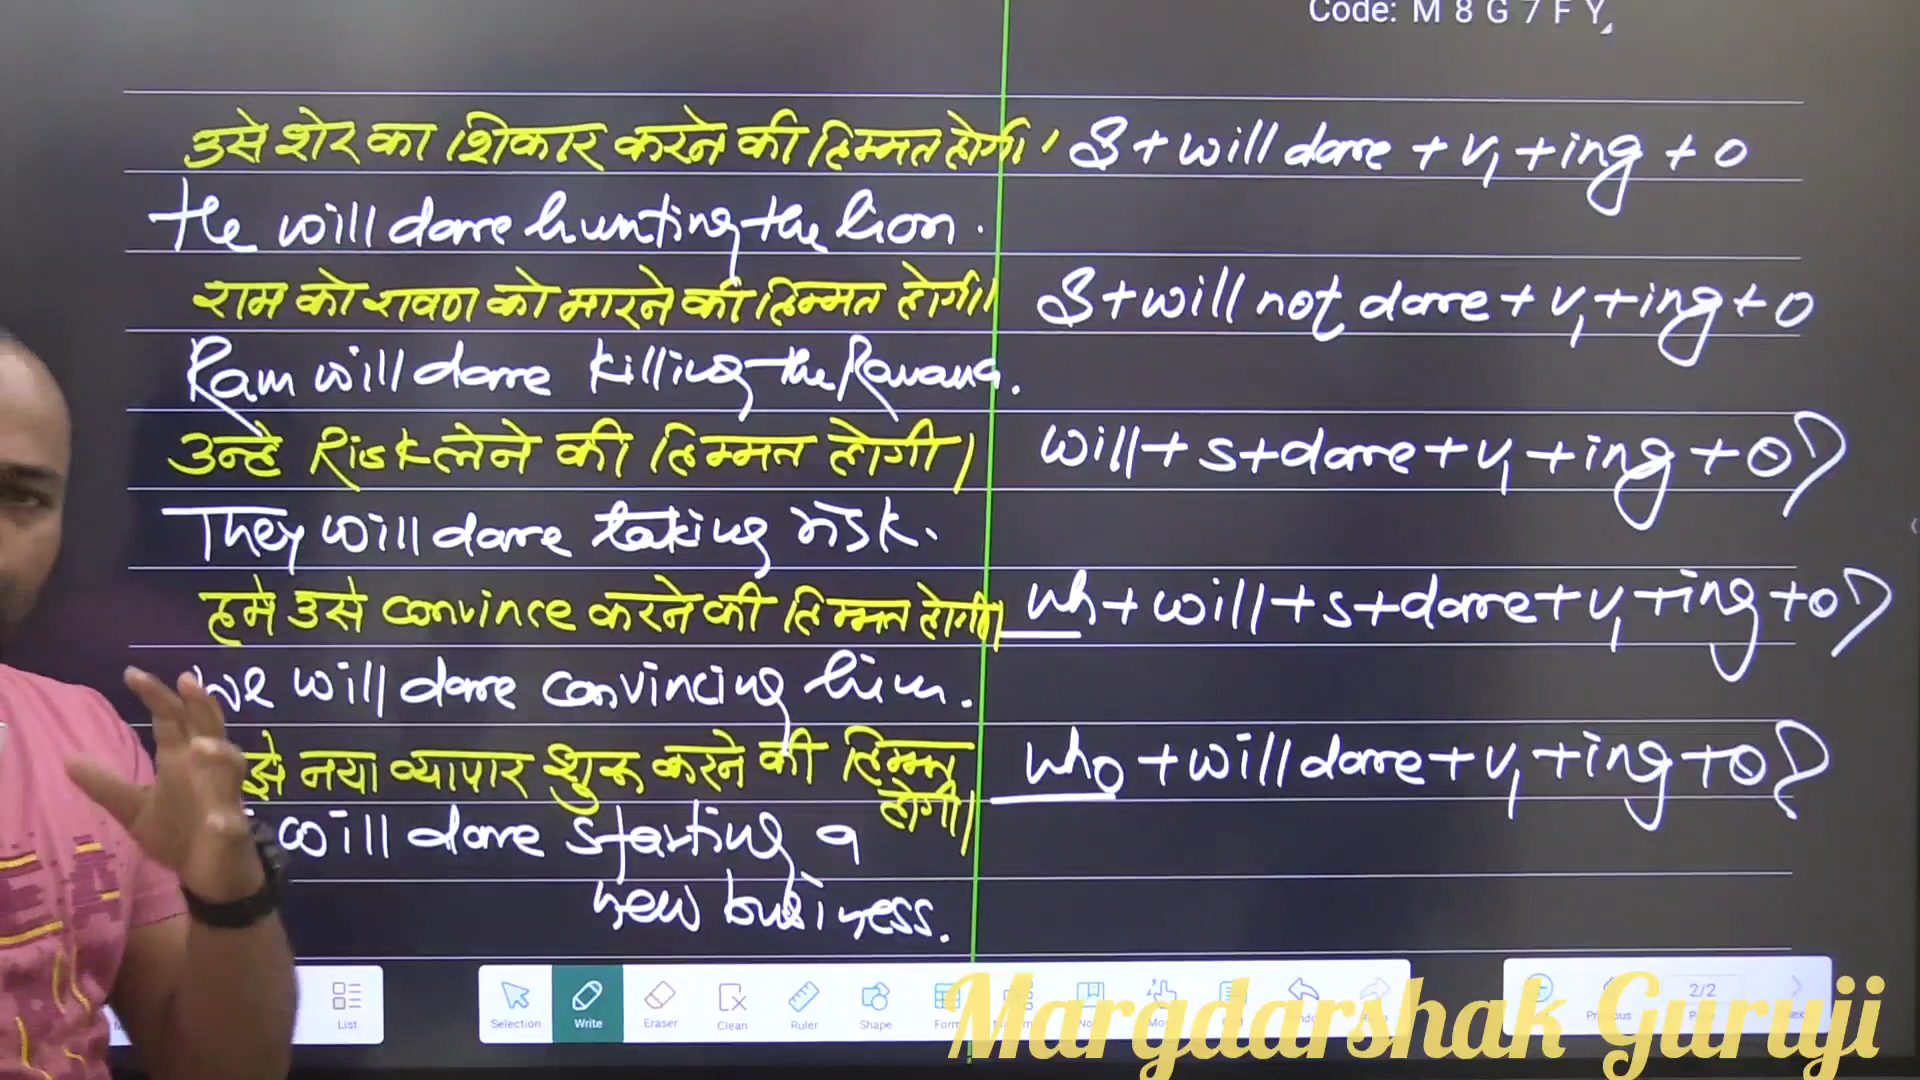 Code: M 8 G 7 F Y
उसे शेर का शिकार करने की हिम्मत होगी।
S + will dare + V1 + ing + o
He will dare hunting the lion.
राम को रावण को मारने की हिम्मत होगी।
S + will not dare + V1 + ing + o
Ram will dare killing the Ravana.
उन्हे Risk लेने की हिम्मत होगी।
will + s + dare + V1 + ing + o?
They will dare taking risk.
हमे उसे convince करने की हिम्मत होगी।
wh + will + s + dare + V1 + ing + o?
We will dare convincing him.
झे नया व्यापार शुरू करने की हिम्मत
होगी।
who + will dare + V1 + ing + o?
will dare starting a
new business.
List
Selection Write Eraser Clean Ruler Shape
2/2
Margdarshak Guruji